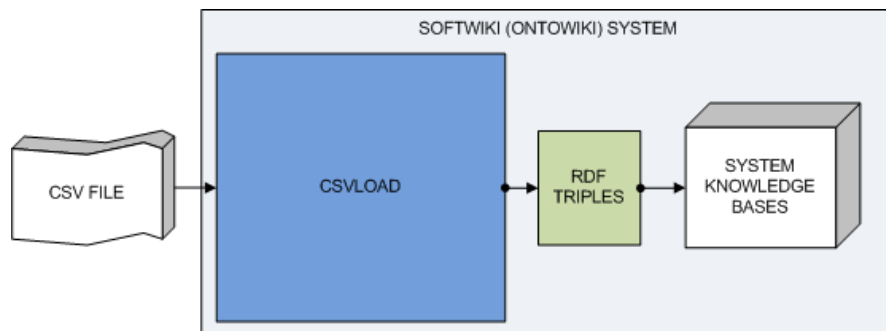 SOFTWIKI (ONTOWIKI) SYSTEM
CSV FILE
CSVLOAD
RDF
TRIPLES
SYSTEM
KNOWLEDGE
BASES